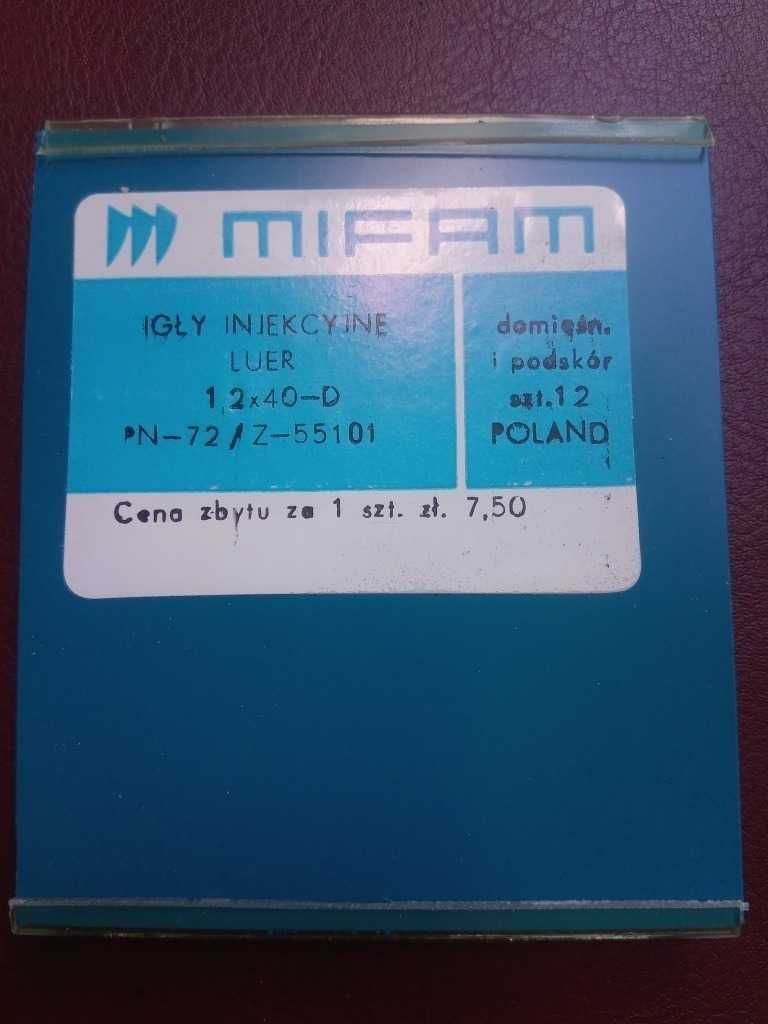 MIFAM
IGŁY INJEKCYJNE
LUER
1,2x40-D
PN-72/Z-55101
domięśn.
i podskór
szt.12
POLAND
Cena zbytu za 1 szt. zł. 7,50